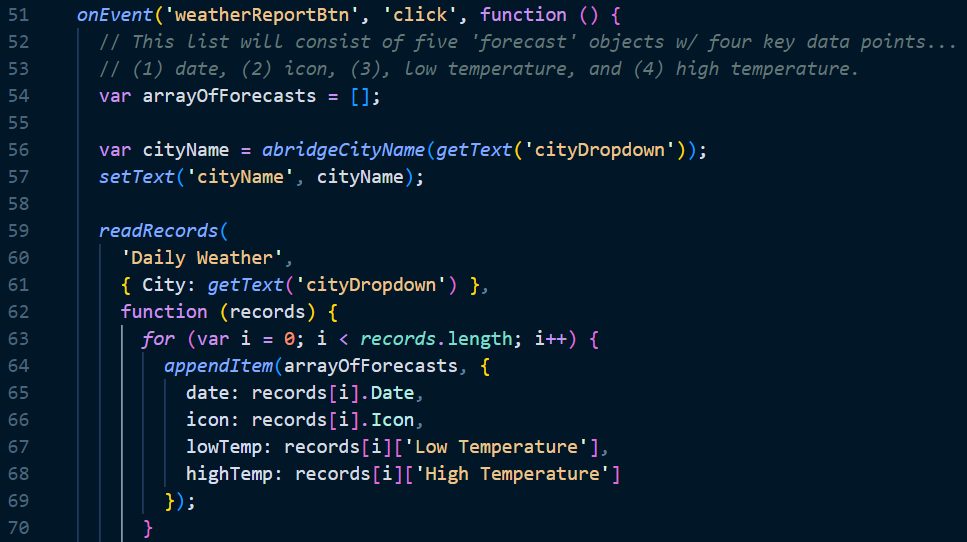 51 onEvent('weatherReportBtn', 'click', function () {
52 // This list will consist of five 'forecast' objects w/ four key data points...
53 // (1) date, (2) icon, (3), low temperature, and (4) high temperature.
54 var arrayOfForecasts = [];
55
56 var cityName = abridgeCityName(getText('cityDropdown'));
57 setText('cityName', cityName);
58
59 readRecords(
60 'Daily Weather',
61 { City: getText('cityDropdown') },
62 function (records) {
63 for (var i = 0; i < records.length; i++) {
64 appendItem(arrayOfForecasts, {
65 date: records[i].Date,
66 icon: records[i].Icon,
67 lowTemp: records[i]['Low Temperature'],
68 highTemp: records[i]['High Temperature']
69 });
70 }